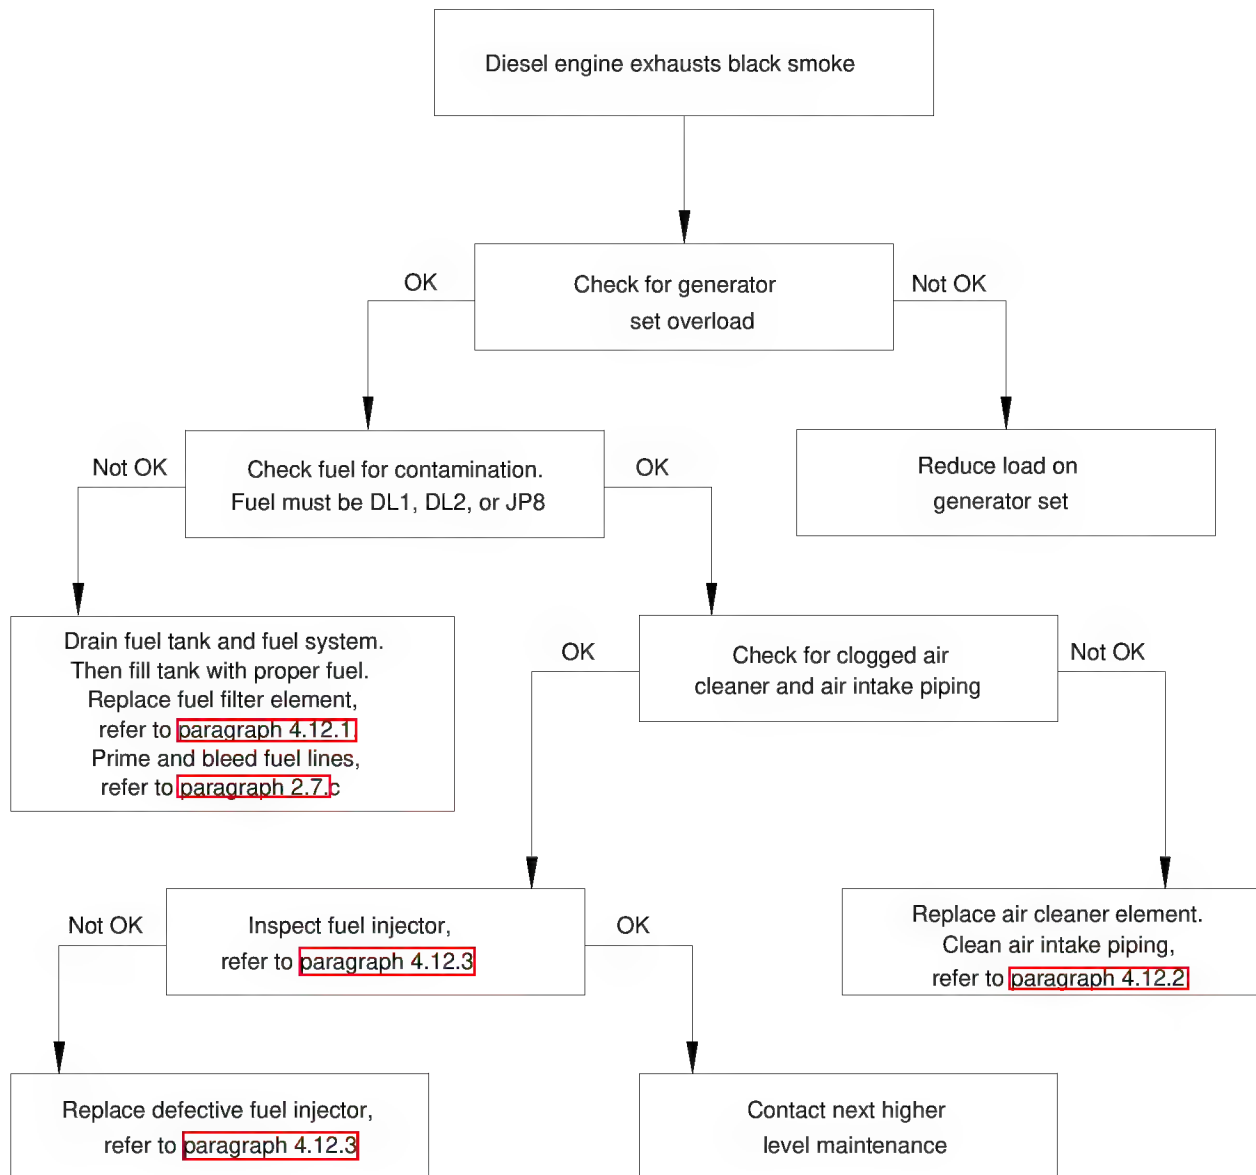 Diesel engine exhausts black smoke
OK
Check for generator
set overload
Not OK
Not OK
Check fuel for contamination.
Fuel must be DL1, DL2, or JP8
OK
Reduce load on
generator set
Drain fuel tank and fuel system.
Then fill tank with proper fuel.
Replace fuel filter element,
refer to paragraph 4.12.1.
Prime and bleed fuel lines,
refer to paragraph 2.7.c
OK
Check for clogged air
cleaner and air intake piping
Not OK
Not OK
Inspect fuel injector,
refer to paragraph 4.12.3
OK
Replace air cleaner element.
Clean air intake piping,
refer to paragraph 4.12.2
Replace defective fuel injector,
refer to paragraph 4.12.3
Contact next higher
level maintenance